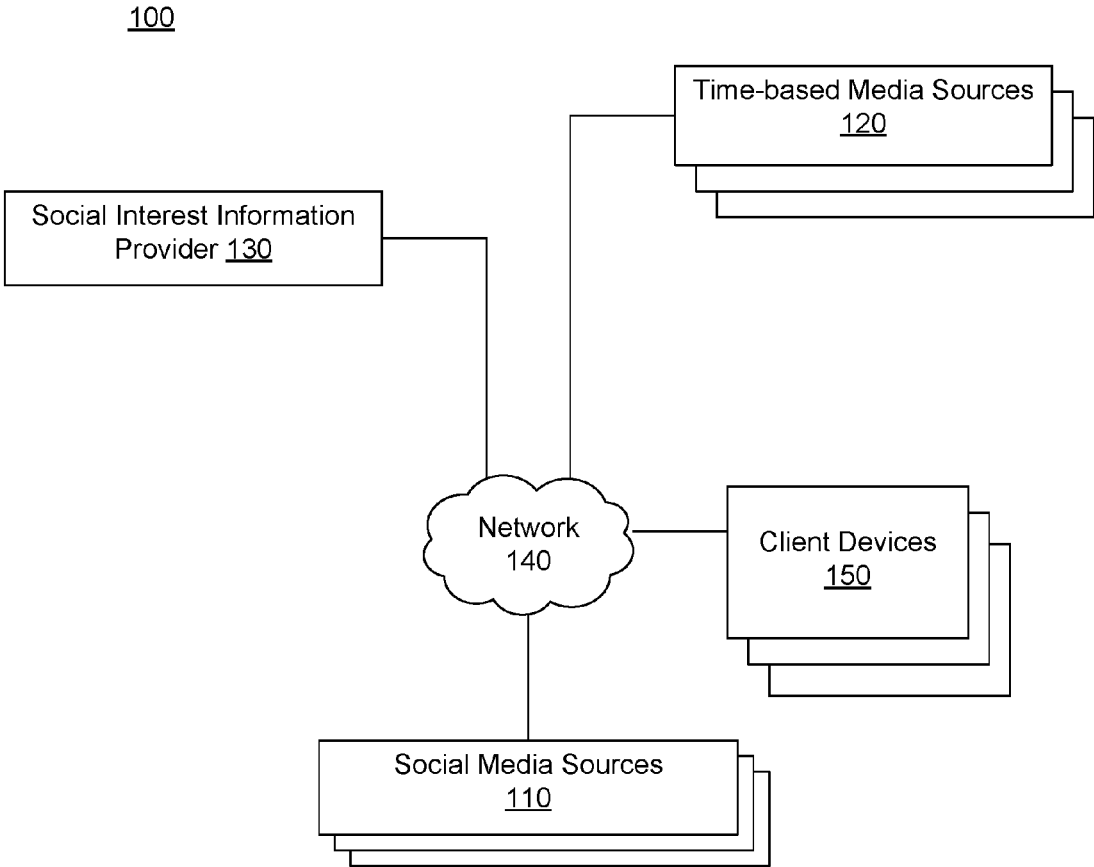 100
Time-based Media Sources
120
Social Interest Information
Provider 130
Network
140
Client Devices
150
Social Media Sources
110